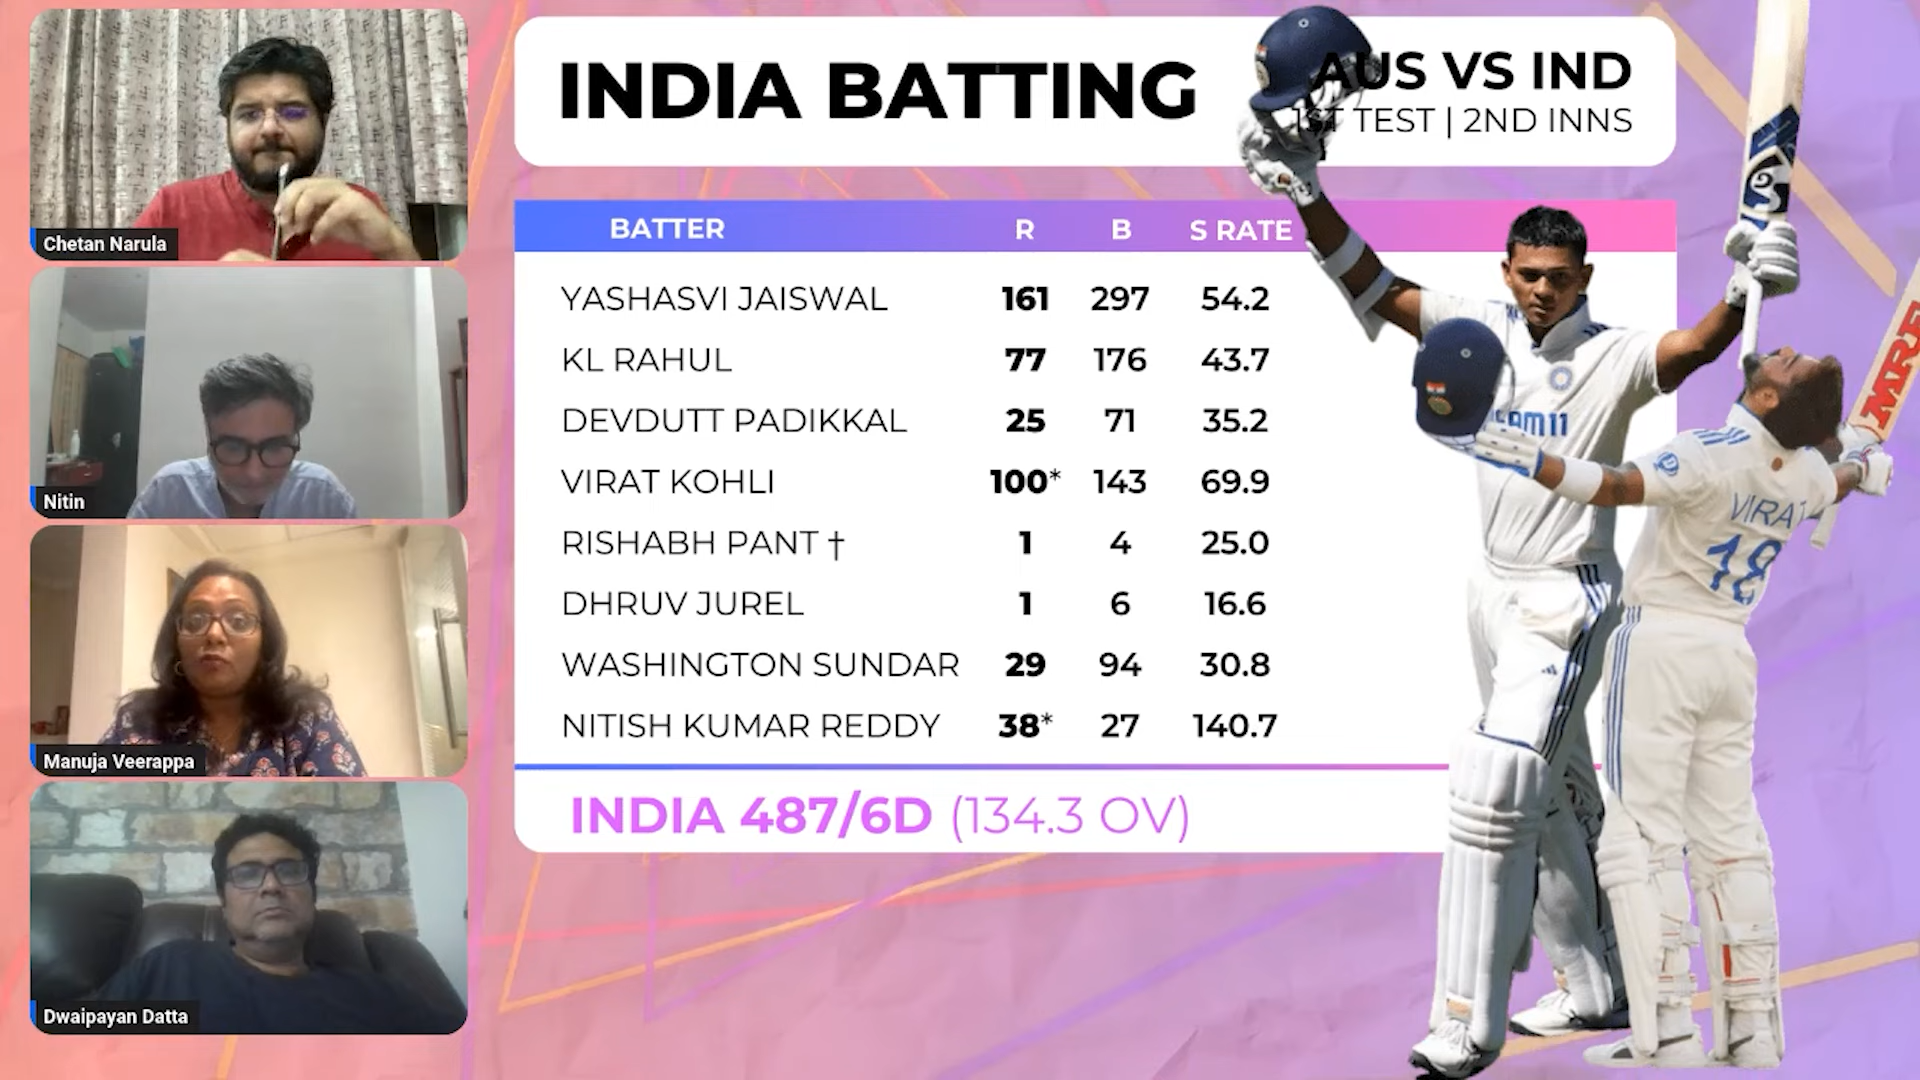 Chetan Narula
Nitin
Manuja Veerappa
Dwaipayan Datta
INDIA BATTING
AUS VS IND
1ST TEST | 2ND INNS
BATTER R B S RATE
YASHASVI JAISWAL 161 297 54.2
KL RAHUL 77 176 43.7
DEVDUTT PADIKKAL 25 71 35.2
VIRAT KOHLI 100* 143 69.9
RISHABH PANT † 1 4 25.0
DHRUV JUREL 1 6 16.6
WASHINGTON SUNDAR 29 94 30.8
NITISH KUMAR REDDY 38* 27 140.7
INDIA 487/6D (134.3 OV)
MRF
VIRAT
18